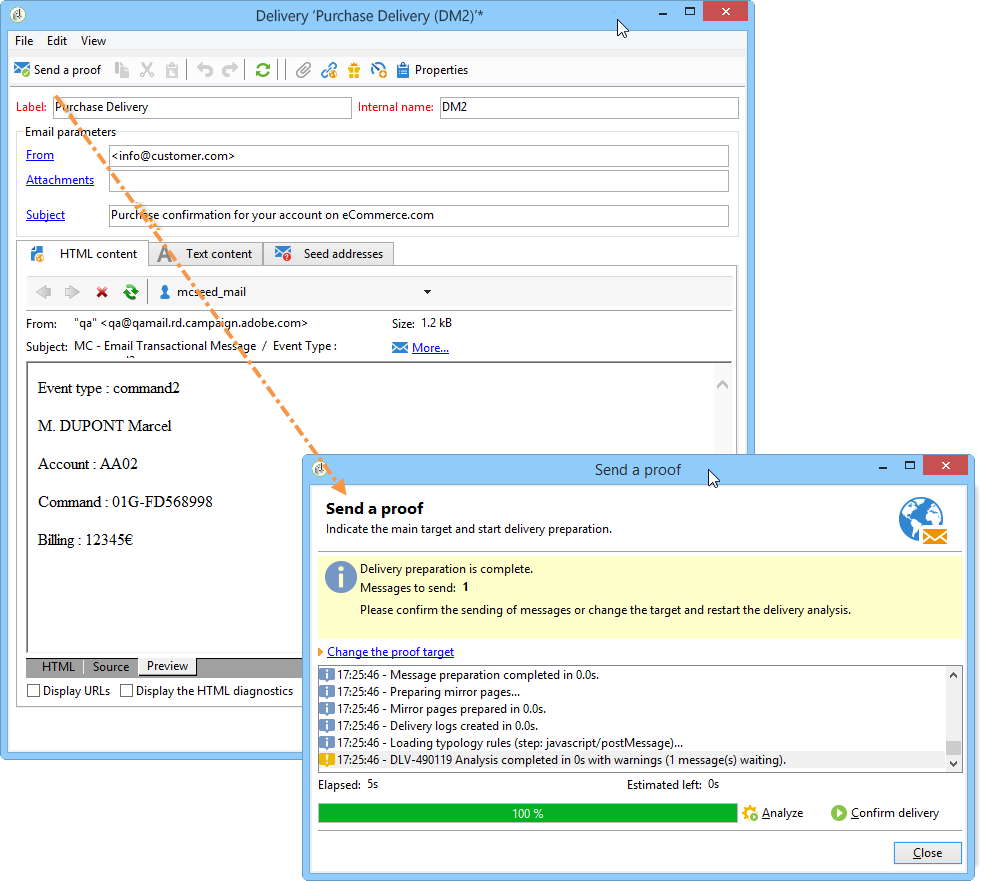 Delivery ‘Purchase Delivery (DM2)’*
File Edit View
Send a proof Properties
Label: Purchase Delivery Internal name: DM2
Email parameters
From <info@customer.com>
Attachments
Subject Purchase confirmation for your account on eCommerce.com
HTML content Text content Seed addresses
mcseed_mail
From: "qa" <qa@qamail.rd.campaign.adobe.com> Size: 1.2 kB
Subject: MC - Email Transactional Message / Event Type : More...
Event type : command2
M. DUPONT Marcel
Account : AA02
Command : 01G-FD568998
Billing : 12345€
HTML Source Preview
Display URLs Display the HTML diagnostics
Send a proof
Send a proof
Indicate the main target and start delivery preparation.
Delivery preparation is complete.
Messages to send: 1
Please confirm the sending of messages or change the target and restart the delivery analysis.
Change the proof target
17:25:46 - Message preparation completed in 0.0s.
17:25:46 - Preparing mirror pages...
17:25:46 - Mirror pages prepared in 0.0s.
17:25:46 - Delivery logs created in 0.0s.
17:25:46 - Loading typology rules (step: javascript/postMessage)...
17:25:46 - DLV-490119 Analysis completed in 0s with warnings (1 message(s) waiting).
Elapsed: 5s Estimated left: 0s
100 % Analyze Confirm delivery
Close